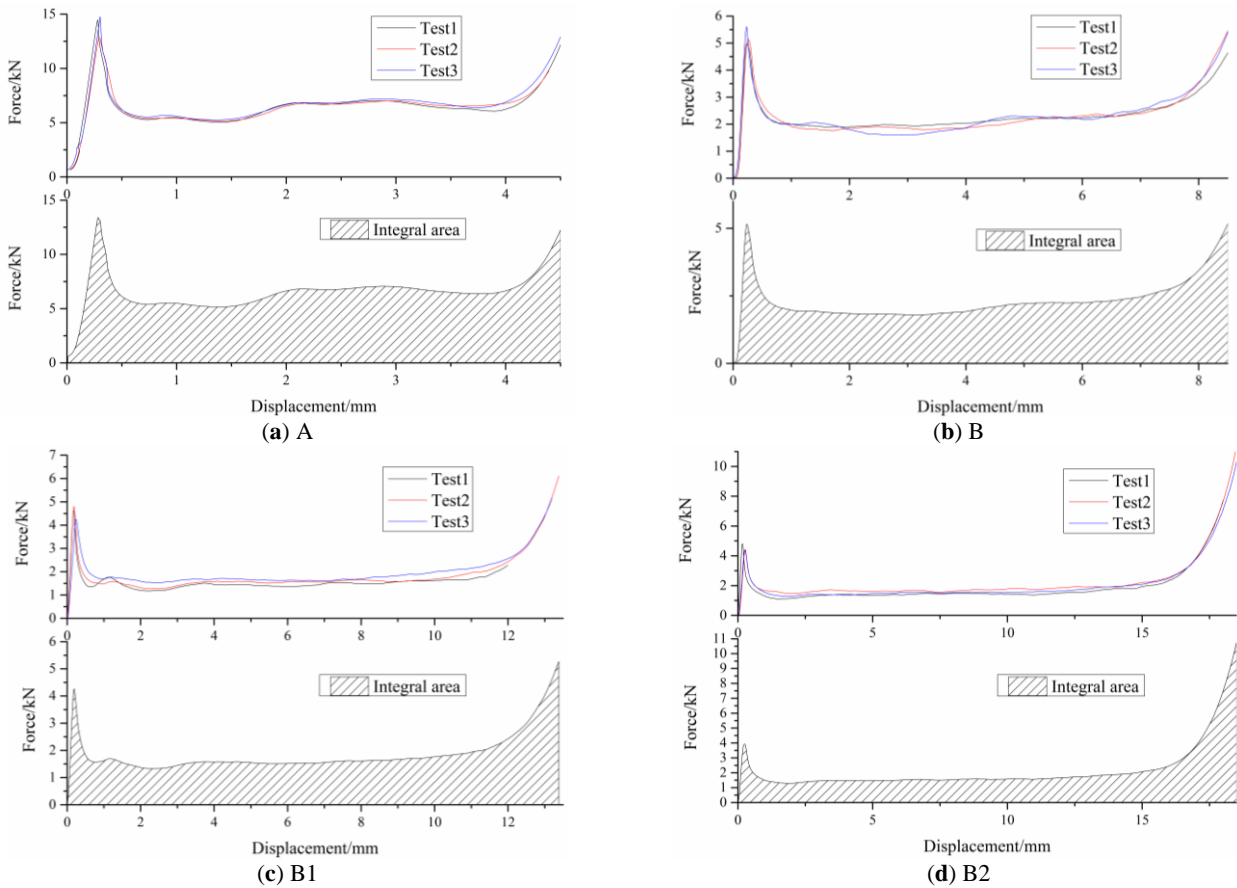 Force/kN
15
10
5
0
Test1
Test2
Test3
0 1 2 3 4
Force/kN
15
10
5
0
Integral area
0 1 2 3 4
Displacement/mm
(a) A
Force/kN
6
5
4
3
2
1
0
Test1
Test2
Test3
0 2 4 6 8
Force/kN
5
0
Integral area
0 2 4 6 8
Displacement/mm
(b) B
Force/kN
7
6
5
4
3
2
1
0
Test1
Test2
Test3
0 2 4 6 8 10 12
Force/kN
6
5
4
3
2
1
0
Integral area
0 2 4 6 8 10 12
Displacement/mm
(c) B1
Force/kN
10
8
6
4
2
0
Test1
Test2
Test3
0 5 10 15
Force/kN
11
10
9
8
7
6
5
4
3
2
1
0
Integral area
0 5 10 15
Displacement/mm
(d) B2